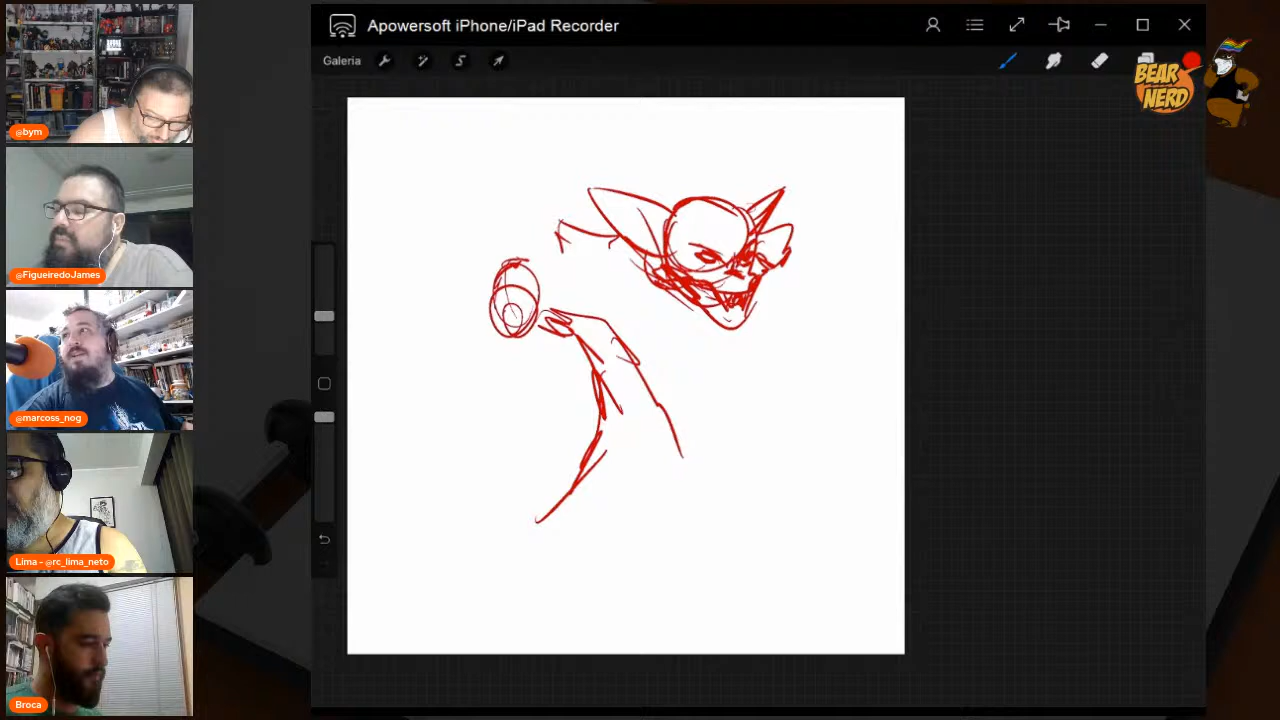 Apowersoft iPhone/iPad Recorder
Galeria
BEAR
NERD
@bym
@FigueiredoJames
@marcoss_nog
Lima - @rc_lima_neto
Broca